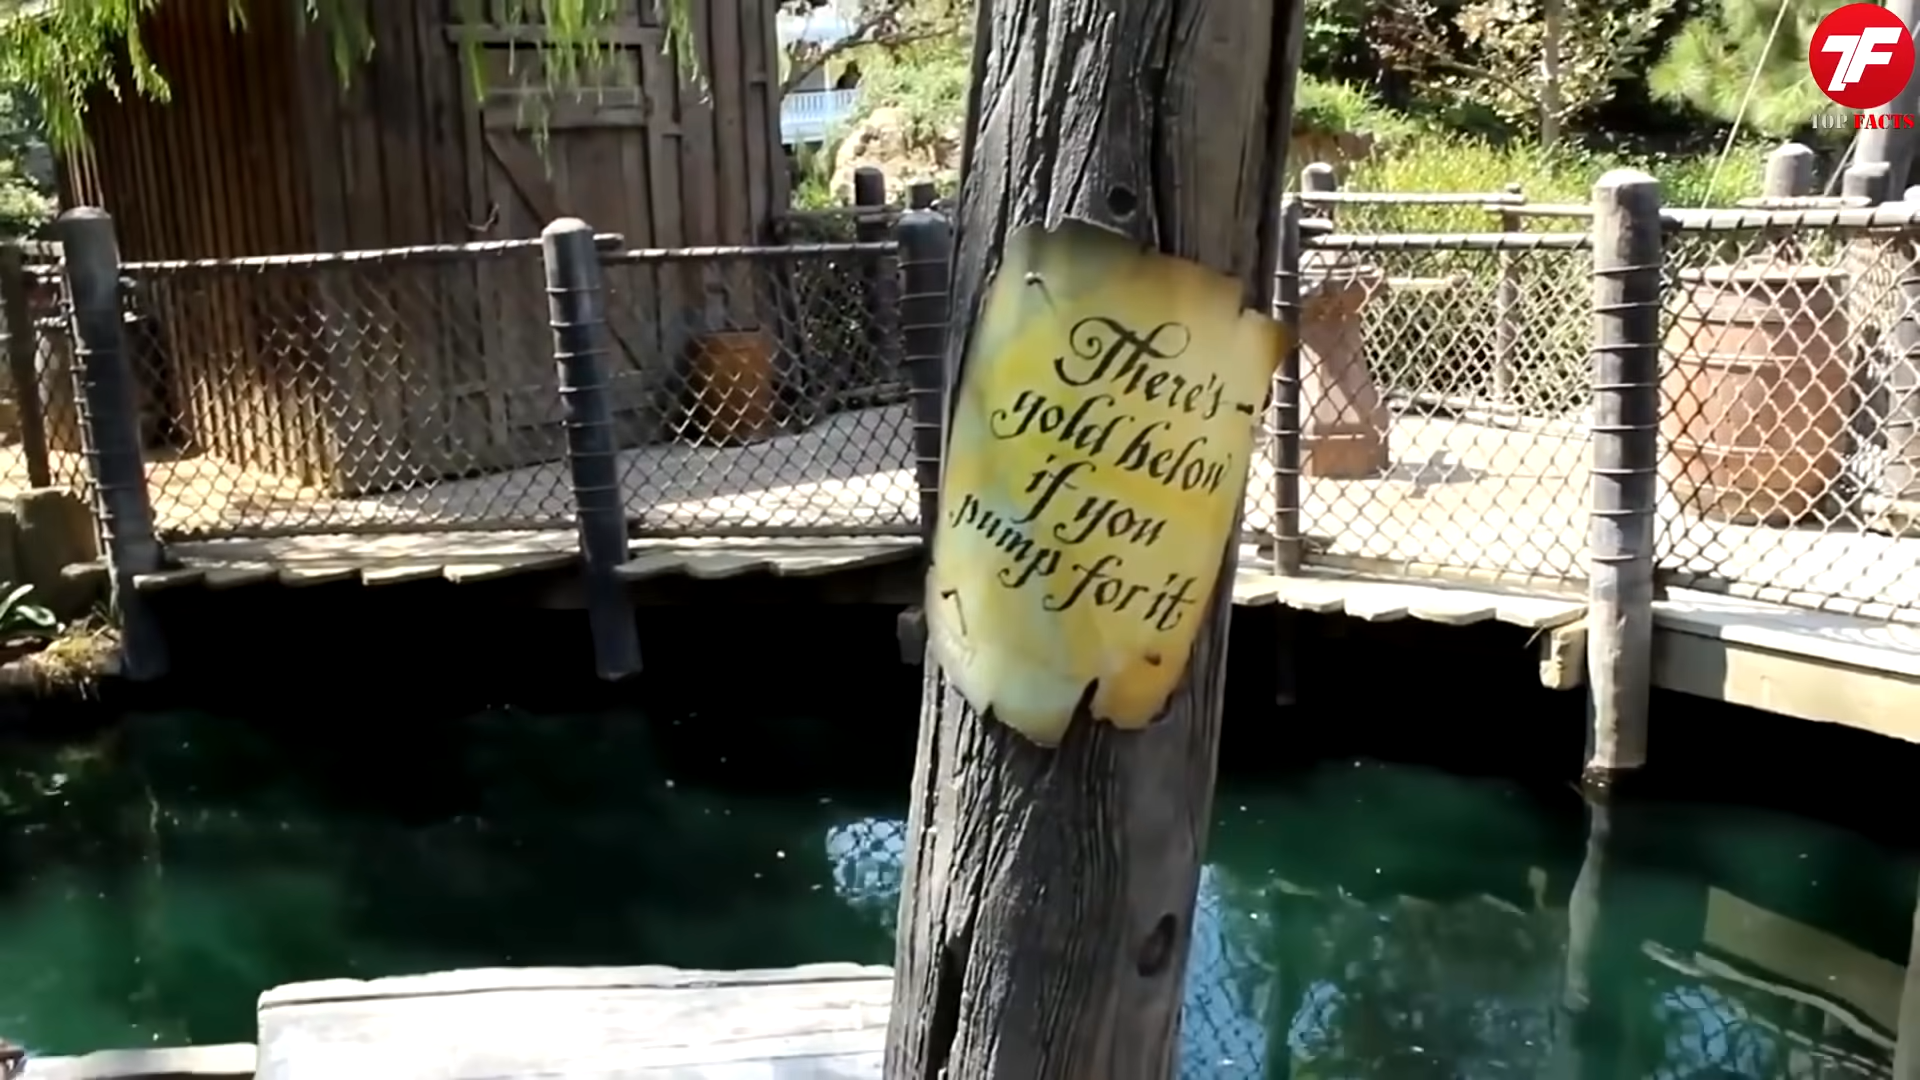 TF
TOP FACTS
There's
gold below
if you
pump for it